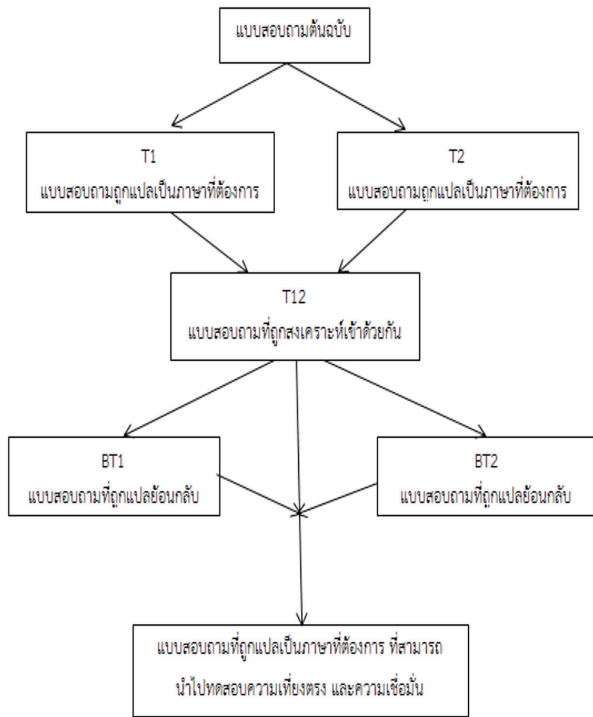 แบบสอบถามต้นฉบับ
T1
แบบสอบถามถูกแปลเป็นภาษาที่ต้องการ
T2
แบบสอบถามถูกแปลเป็นภาษาที่ต้องการ
T12
แบบสอบถามที่ถูกสงเคราะห์เข้าด้วยกัน
BT1
แบบสอบถามที่ถูกแปลย้อนกลับ
BT2
แบบสอบถามที่ถูกแปลย้อนกลับ
แบบสอบถามที่ถูกแปลเป็นภาษาที่ต้องการ ที่สามารถ
นำไปทดสอบความเที่ยงตรง และความเชื่อมั่น